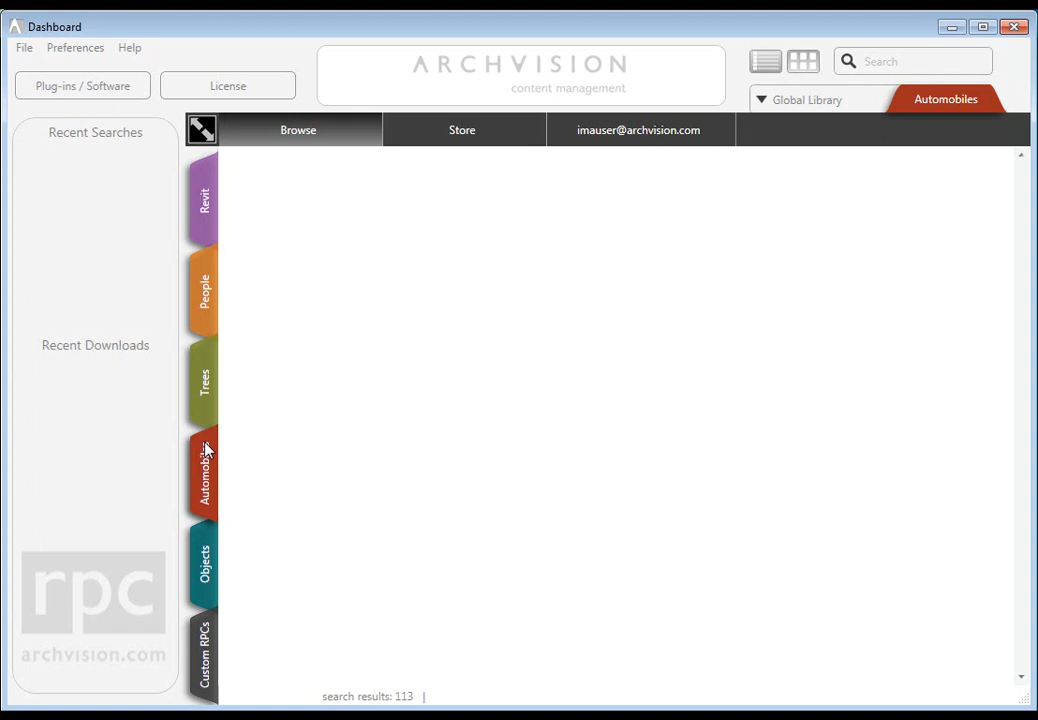 Dashboard
File Preferences Help
Plug-ins / Software License
ARCHVISION
content management
Search
Global Library Automobiles
Recent Searches
Browse Store imauser@archvision.com
Revit
People
Recent Downloads
Trees
Automobiles
Objects
rpc
archvision.com
Custom RPCs
search results: 113 |